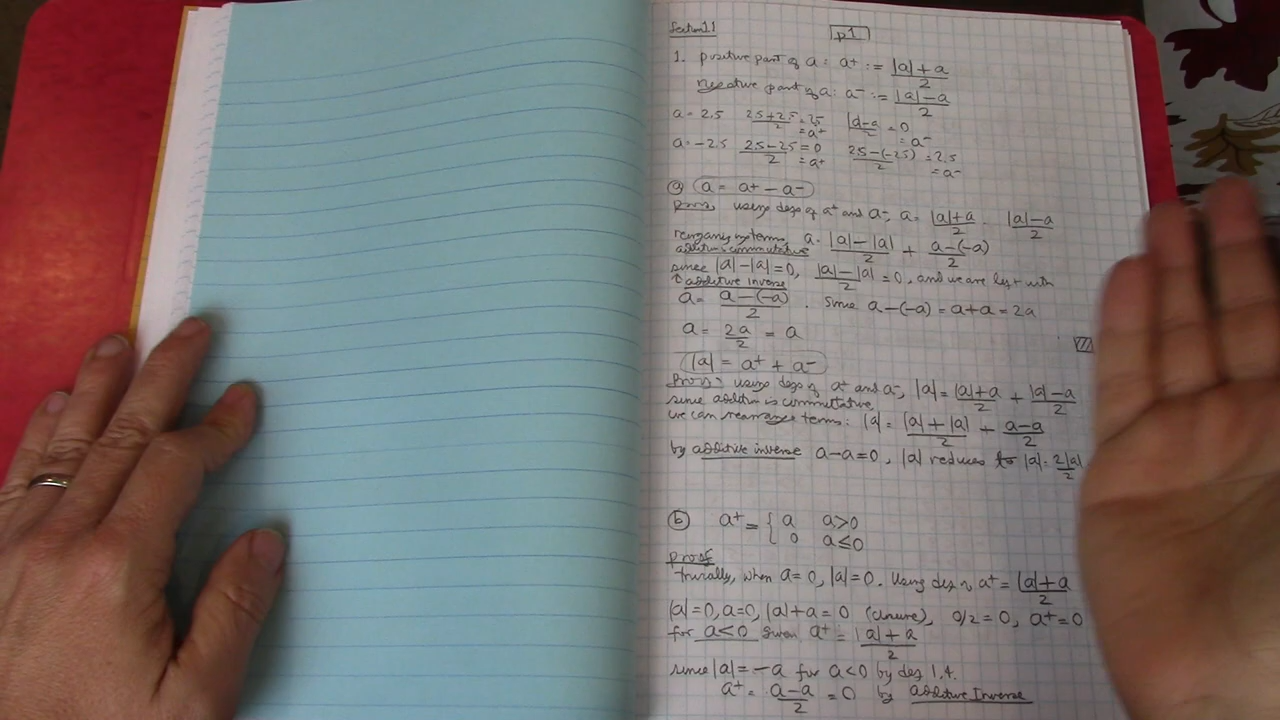 Section 1.1
p1
1. positive part of a: a⁺ := |a|+a / 2
negative part of a: a⁻ := |a|-a / 2
a = 2.5 2.5+2.5 / 2 = 2.5 = a⁺ |a|-a / 2 = 0 = a⁻
a = -2.5 2.5-2.5 / 2 = 0 = a⁺ 2.5-(-2.5) / 2 = 2.5 = a⁻
ⓐ a = a⁺ - a⁻
proof using defs of a⁺ and a⁻, a = |a|+a / 2 - |a|-a / 2
rearranging terms a = |a|-|a| / 2 + a-(-a) / 2
addition is commutative
since |a|-|a| = 0, |a|-|a| / 2 = 0, and we are left with
additive inverse
a = a-(-a) / 2 . Since a-(-a) = a+a = 2a
a = 2a / 2 = a
|a| = a⁺ + a⁻
Proof: using defs of a⁺ and a⁻, |a| = |a|+a / 2 + |a|-a / 2
since addition is commutative
we can rearrange terms: |a| = |a|+|a| / 2 + a-a / 2
by additive inverse a-a=0, |a| reduces to |a| = 2|a| / 2
ⓑ a⁺ = { a a>0
0 a≤0
proof
trivially, when a=0, |a|=0. Using def of a⁺ = |a|+a / 2
|a|=0, a=0, |a|+a=0 (closure), 0/2=0, a⁺=0
for a<0 given a⁺ = |a|+a / 2
since |a| = -a for a<0 by def 1.4.
a⁺ = a-a / 2 = 0 by additive Inverse